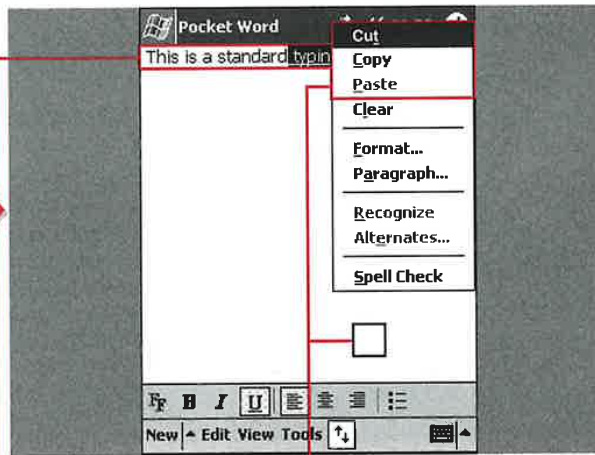 Pocket Word
This is a standard typin
Cut
Copy
Paste
Clear
Format...
Paragraph...
Recognize
Alternates...
Spell Check
FF B I U
New Edit View Tools